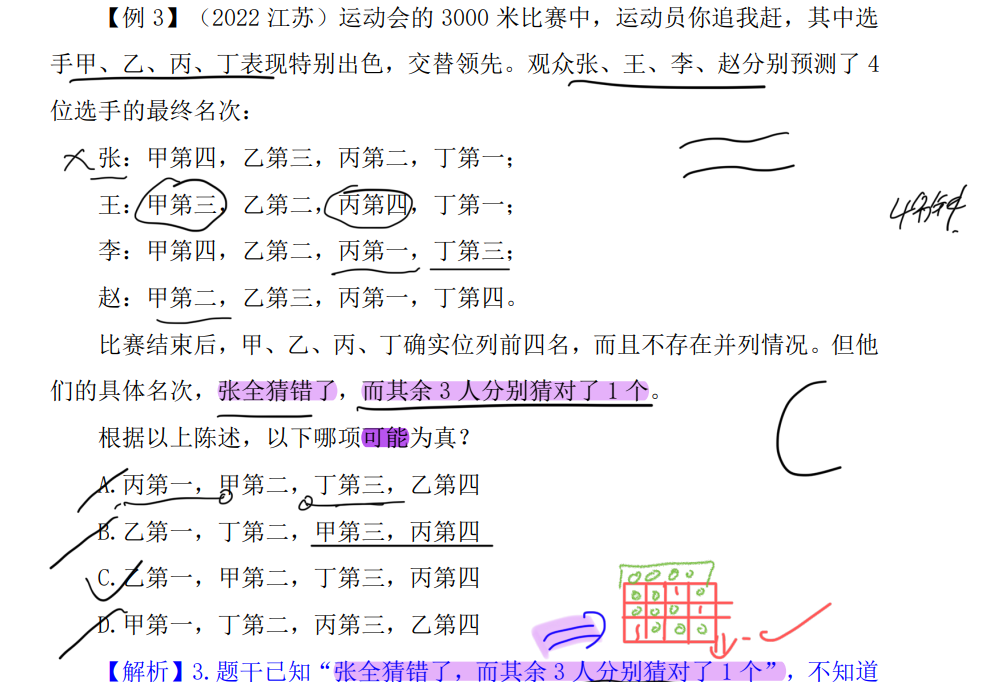 【例 3】（2022 江苏）运动会的 3000 米比赛中，运动员你追我赶，其中选
手甲、乙、丙、丁表现特别出色，交替领先。观众张、王、李、赵分别预测了 4
位选手的最终名次：
张：甲第四，乙第三，丙第二，丁第一；
王：甲第三，乙第二，丙第四，丁第一；
4分钟
李：甲第四，乙第二，丙第一，丁第三；
赵：甲第二，乙第三，丙第一，丁第四。
比赛结束后，甲、乙、丙、丁确实位列前四名，而且不存在并列情况。但他
们的具体名次，张全猜错了，而其余 3 人分别猜对了 1 个。
根据以上陈述，以下哪项可能为真？
A.丙第一，甲第二，丁第三，乙第四
B.乙第一，丁第二，甲第三，丙第四
C.乙第一，甲第二，丁第三，丙第四
D.甲第一，丁第二，丙第三，乙第四
【解析】3.题干已知“张全猜错了，而其余 3 人分别猜对了 1 个”，不知道